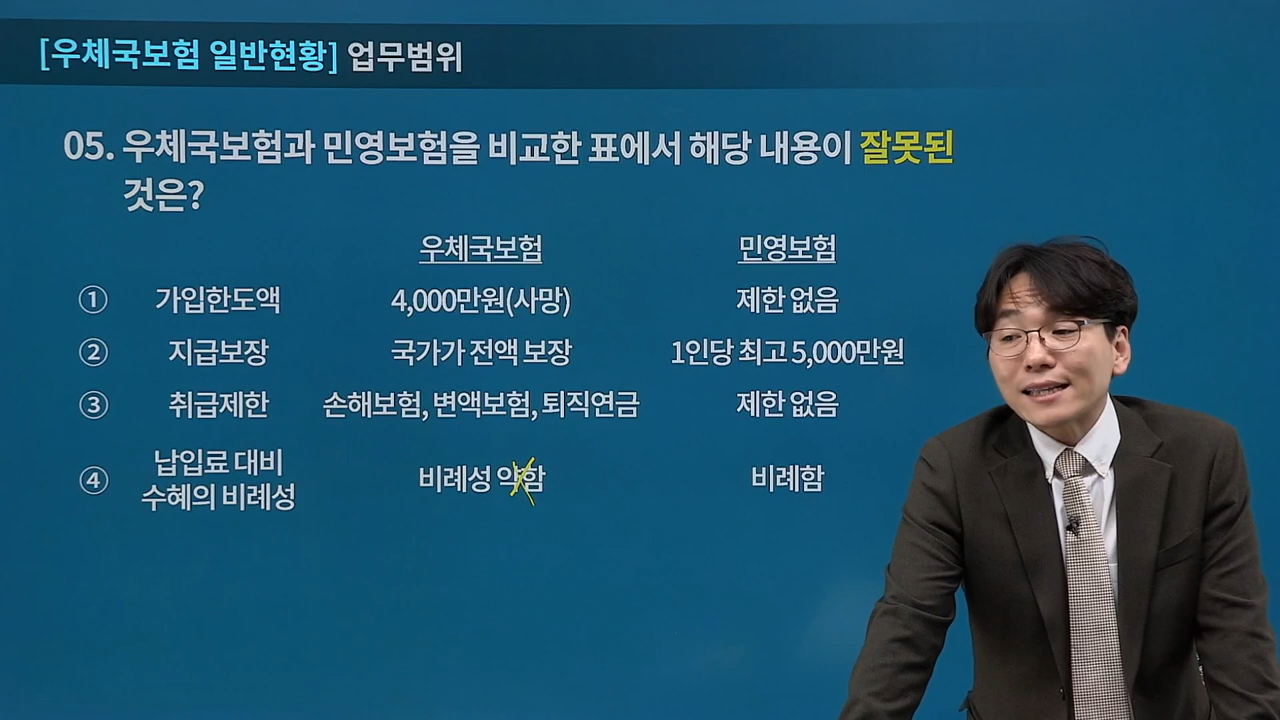 [우체국보험 일반현황] 업무범위
05. 우체국보험과 민영보험을 비교한 표에서 해당 내용이 잘못된
것은?
우체국보험 민영보험
① 가입한도액 4,000만원(사망) 제한 없음
② 지급보장 국가가 전액 보장 1인당 최고 5,000만원
③ 취급제한 손해보험, 변액보험, 퇴직연금 제한 없음
④ 납입료 대비
수혜의 비례성 비례성 약함 비례함